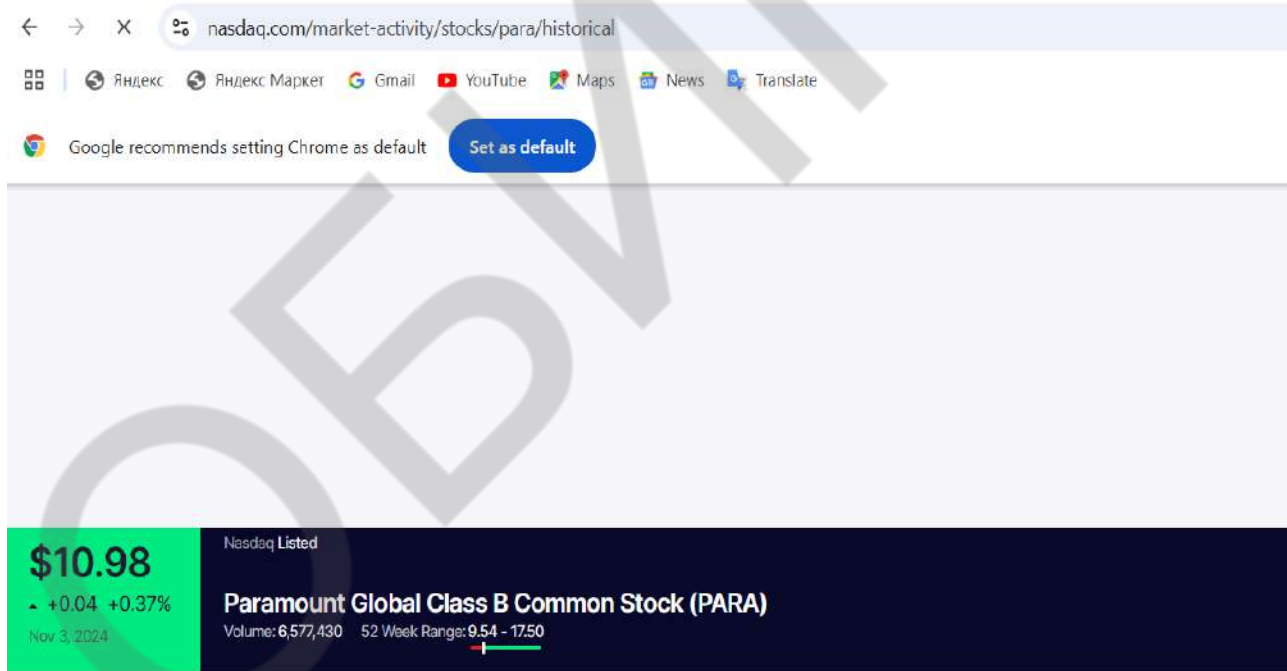 nasdaq.com/market-activity/stocks/para/historical
Яндекс Яндекс Маркет Gmail YouTube Maps News Translate
Google recommends setting Chrome as default Set as default
ОБИ
$10.98
+0.04 +0.37%
Nov 3, 2024
Nasdaq Listed
Paramount Global Class B Common Stock (PARA)
Volume: 6,577,430 52 Week Range: 9.54 - 17.50